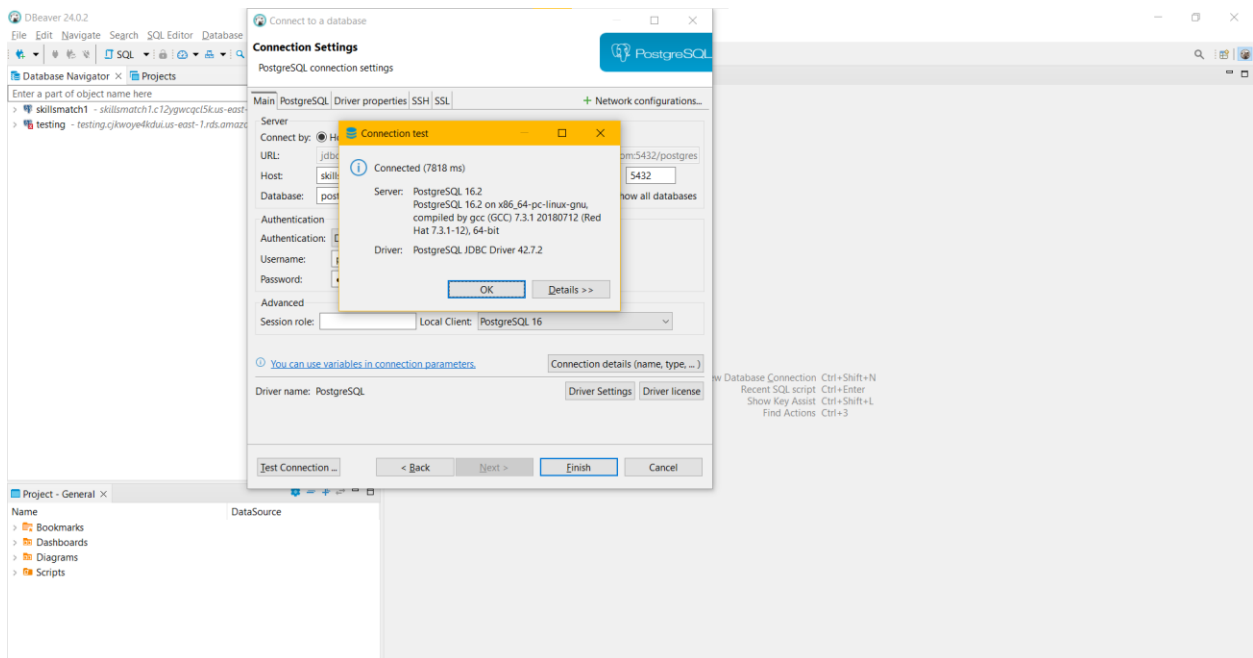 DBeaver 24.0.2
File Edit Navigate Search SQL Editor Database
SQL
Database Navigator Projects
Enter a part of object name here
skillsmatch1 - skillsmatch1.c12ygwcqcl5k.us-east-
testing - testing.cjkwoye4kdui.us-east-1.rds.amazo
Connect to a database
Connection Settings
PostgreSQL connection settings
PostgreSQL
Main PostgreSQL Driver properties SSH SSL
+ Network configurations...
Server
Connect by:
URL: jdbc om:5432/postgres
Host: skill 5432
Database: post how all databases
Authentication
Authentication:
Username:
Password:
Advanced
Session role: Local Client: PostgreSQL 16
You can use variables in connection parameters.
Connection details (name, type, ... )
Driver name: PostgreSQL
Driver Settings Driver license
Test Connection ... < Back Next > Finish Cancel
Connection test
Connected (7818 ms)
Server: PostgreSQL 16.2
PostgreSQL 16.2 on x86_64-pc-linux-gnu,
compiled by gcc (GCC) 7.3.1 20180712 (Red
Hat 7.3.1-12), 64-bit
Driver: PostgreSQL JDBC Driver 42.7.2
OK Details >>
w Database Connection Ctrl+Shift+N
Recent SQL script Ctrl+Enter
Show Key Assist Ctrl+Shift+L
Find Actions Ctrl+3
Project - General
Name DataSource
Bookmarks
Dashboards
Diagrams
Scripts